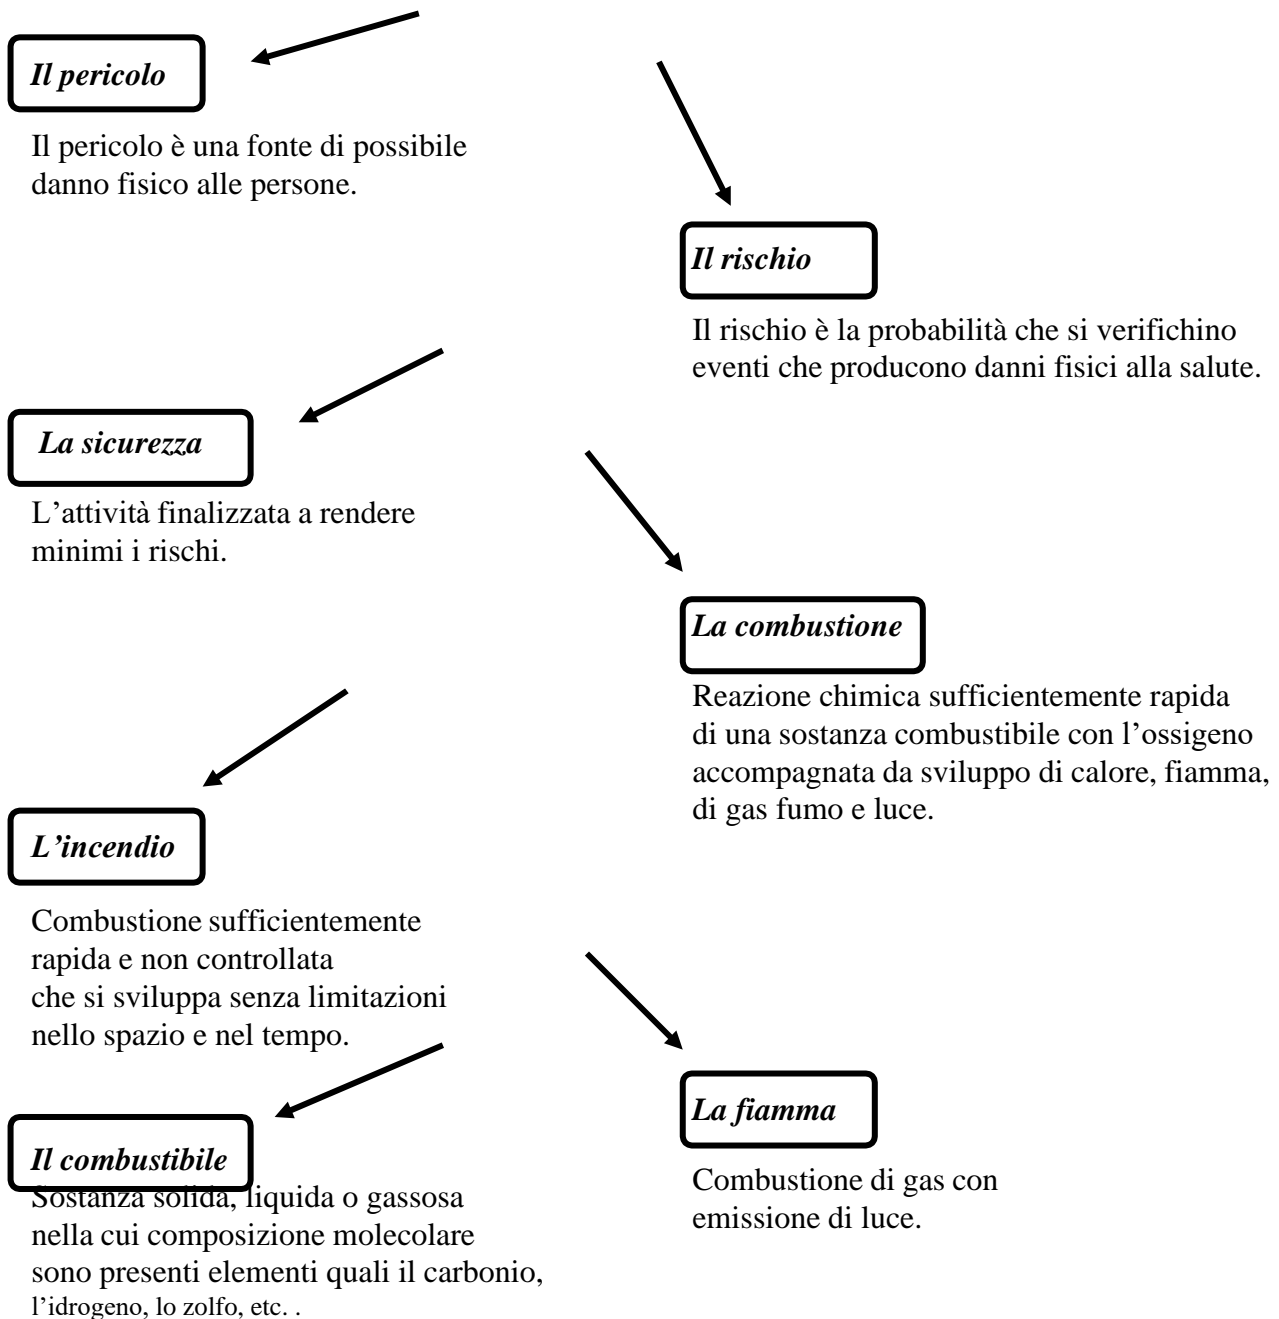 Il pericolo
Il pericolo è una fonte di possibile
danno fisico alle persone.
Il rischio
Il rischio è la probabilità che si verifichino
eventi che producono danni fisici alla salute.
La sicurezza
L’attività finalizzata a rendere
minimi i rischi.
La combustione
Reazione chimica sufficientemente rapida
di una sostanza combustibile con l’ossigeno
accompagnata da sviluppo di calore, fiamma,
di gas fumo e luce.
L’incendio
Combustione sufficientemente
rapida e non controllata
che si sviluppa senza limitazioni
nello spazio e nel tempo.
La fiamma
Combustione di gas con
emissione di luce.
Il combustibile
Sostanza solida, liquida o gassosa
nella cui composizione molecolare
sono presenti elementi quali il carbonio,
l’idrogeno, lo zolfo, etc. .